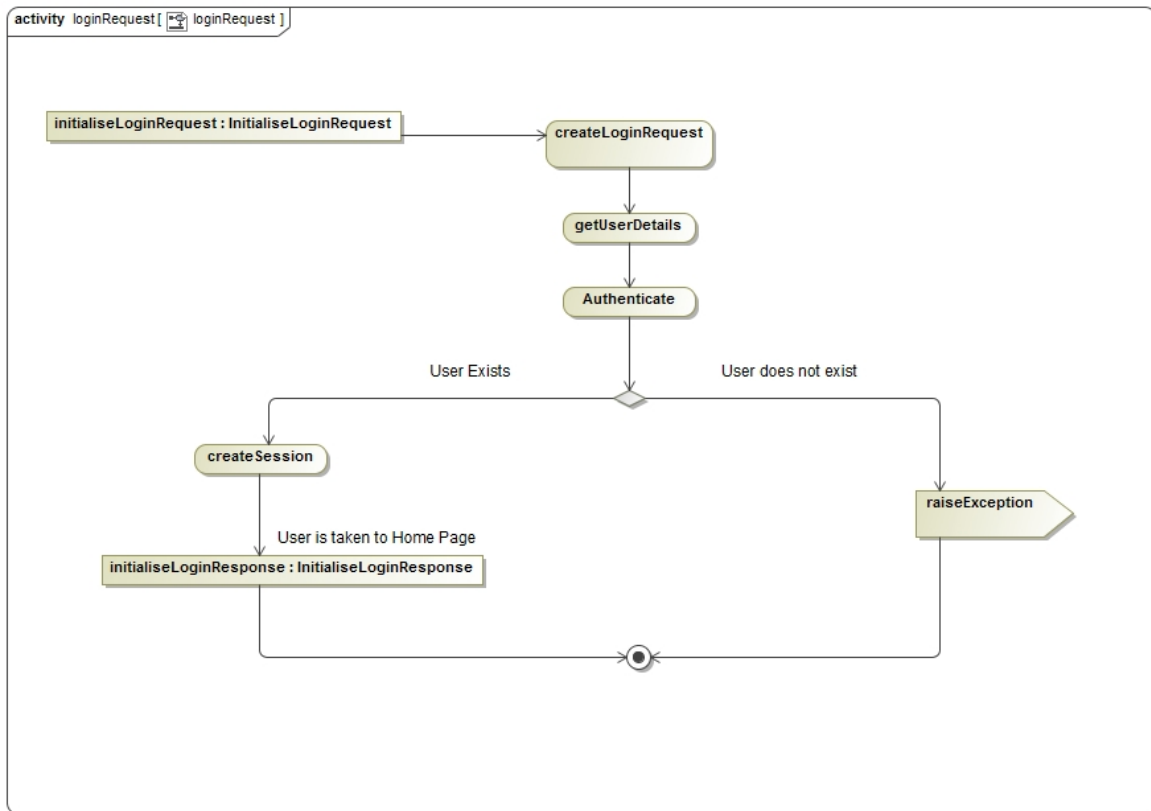 activity loginRequest[ loginRequest ]
initialiseLoginRequest : InitialiseLoginRequest
createLoginRequest
getUserDetails
Authenticate
User Exists
User does not exist
createSession
raiseException
User is taken to Home Page
initialiseLoginResponse : InitialiseLoginResponse